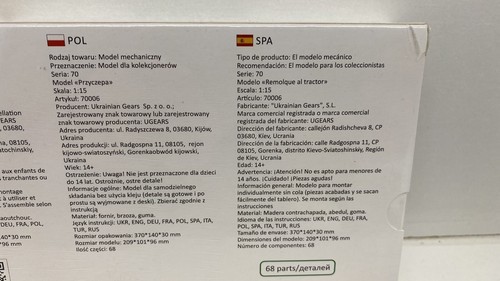 POL
Rodzaj towaru: Model mechaniczny
Przeznaczenie: Model dla kolekcjonerów
Seria: 70
Model «Przyczepa»
Skala: 1:15
Artykuł: 70006
Producent: „Ukrainian Gears” Sp. z o. o.;
Zarejestrowany znak towarowy lub zarejestrowany
znak towarowy producenta: UGEARS
Adres producenta: ul. Radyszczewa 8, 03680, Kijów,
Ukraina
Adres produkcji: ul. Radgospna 11, 08105, rejon
kijowo-swiatoszyński, Gorenkaobwód kijowski,
Ukraina
Wiek: 14+
Ostrzeżenie: Uwaga! Nie jest przeznaczone dla dzieci
do 14 lat. Ostrożnie, ostre detale!
Informacje ogólne: Model dla samodzielnego
składania bez użycia kleju (detale są gotowe i po
prostu są wyjmowane z deski). Zbierać zgodnie z
instrukcją
Materiał: fornir, brzoza, guma.
Język instrukcji: UKR, ENG, DEU, FRA, POL, SPA, ITA,
TUR, RUS
Rozmiar opakowania: 370*140*30 mm
Rozmiar modelu: 209*101*96 mm
Ilość części: 68
SPA
Tipo de producto: El modelo mecánico
Recomendación: El modelo para los coleccionistas
Serie: 70
Modelo «Remolque al tractor»
Escala: 1:15
Artículo: 70006
Fabricante: "Ukrainian Gears", S.L.
Marca comercial registrada o marca comercial
registrada del fabricante: UGEARS
Dirección del fabricante: callejón Radishcheva 8, CP
03680, Kiev, Ucrania
Dirección de la fabricación: calle Radgospna 11, CP
08105, Gorenka, distrito Kievo-Sviatoshinskiy, Región
de Kiev, Ucrania
Edad: 14+
Advertencia: ¡Atención! No es apto para menores de
14 años. ¡Cuidado! ¡Piezas agudas!
Información general: Modelo para montar
individualmente sin cola (piezas acabadas y se sacan
fácilmente del tablero). Se monta según las
instrucciones
Material: Madera contrachapada, abedul, goma.
Idioma de las instrucciones: UKR, ENG, DEU, FRA,
POL, SPA, ITA, TUR, RUS
Tamaño de envase: 370*140*30 mm
Dimensiones del modelo: 209*101*96 mm
Número de componentes: 68
68 parts/деталей